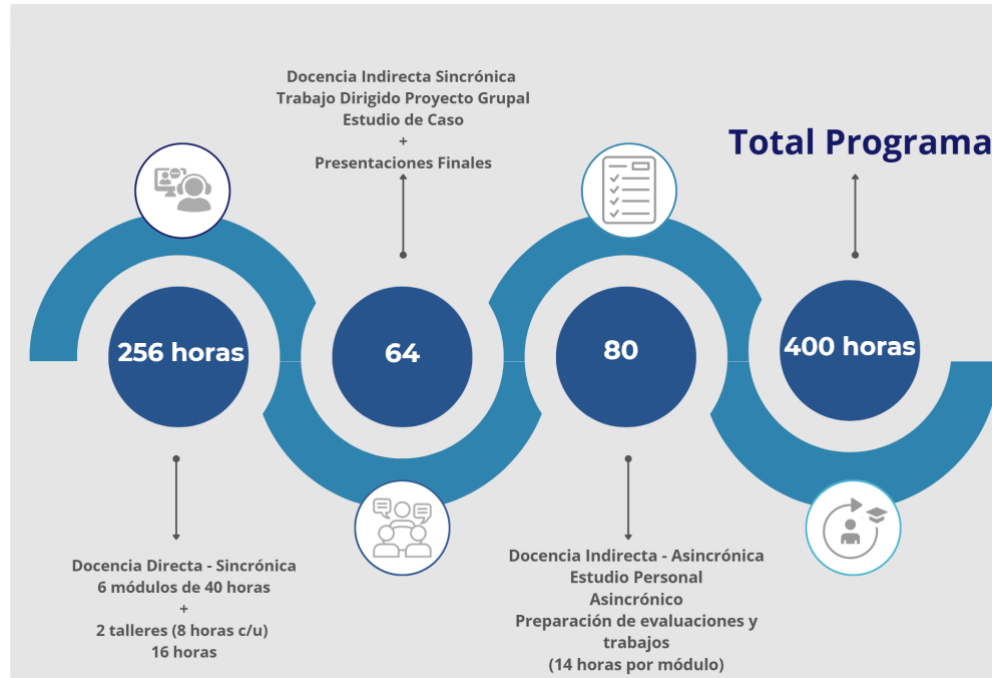 Docencia Indirecta Sincrónica
Trabajo Dirigido Proyecto Grupal
Estudio de Caso
+
Presentaciones Finales
Total Programa
256 horas
64
80
400 horas
Docencia Directa - Sincrónica
6 módulos de 40 horas
+
2 talleres (8 horas c/u)
16 horas
Docencia Indirecta - Asincrónica
Estudio Personal
Asincrónico
Preparación de evaluaciones y
trabajos
(14 horas por módulo)